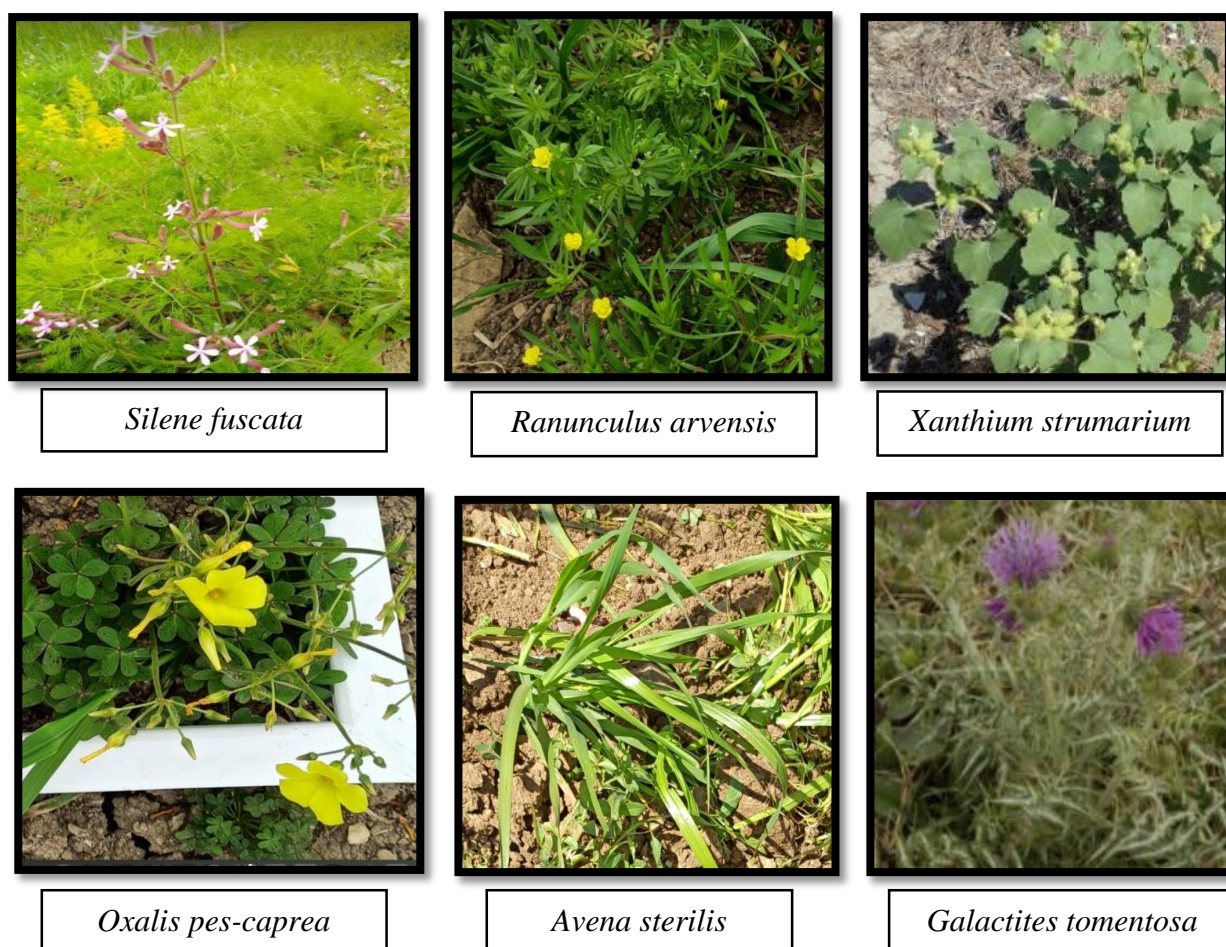 Silene fuscata
Ranunculus arvensis
Xanthium strumarium
Oxalis pes-caprea
Avena sterilis
Galactites tomentosa